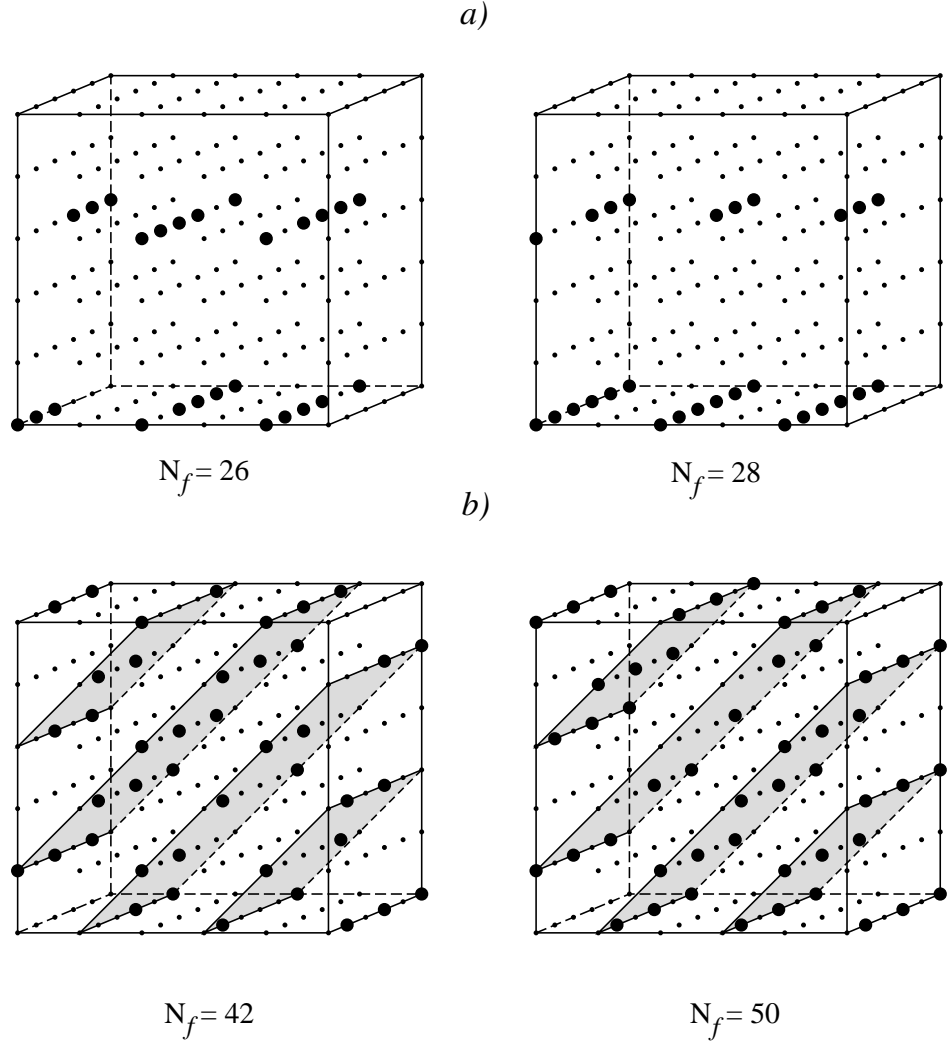 a)
N_f = 26 N_f = 28
b)
N_f = 42 N_f = 50